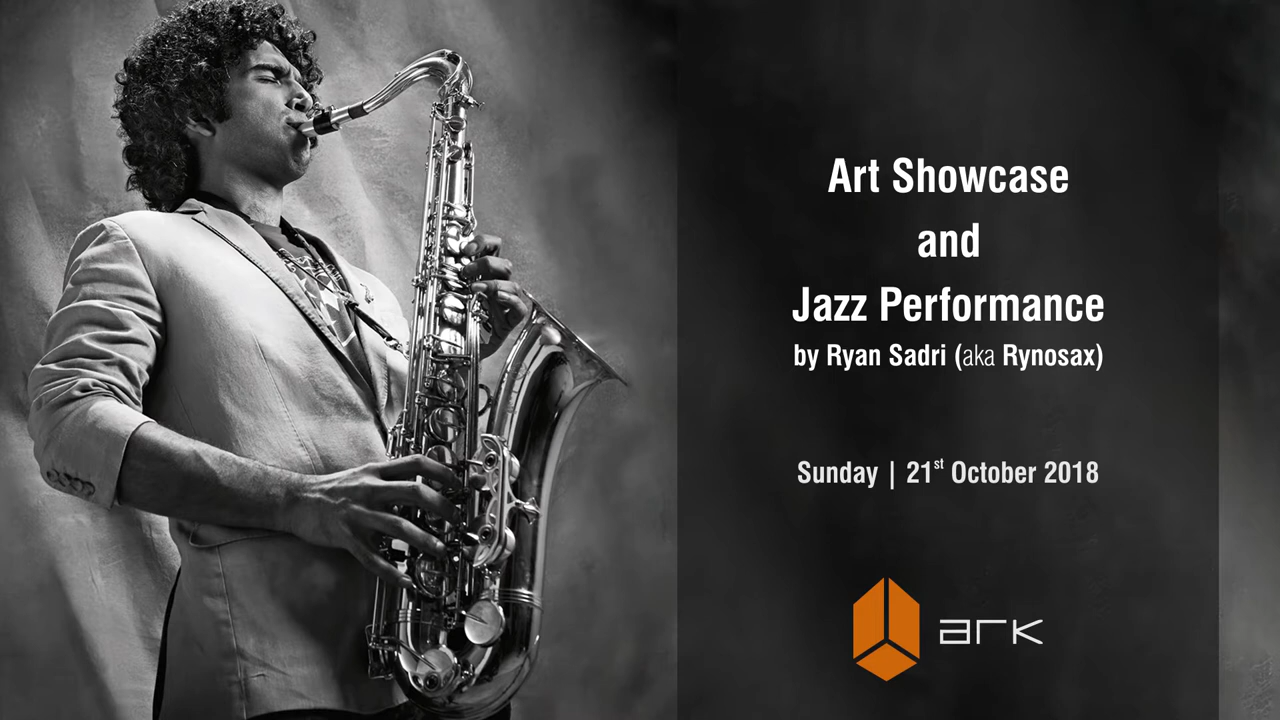 Art Showcase
and
Jazz Performance
by Ryan Sadri (aka Rynosax)
Sunday | 21st October 2018
ark